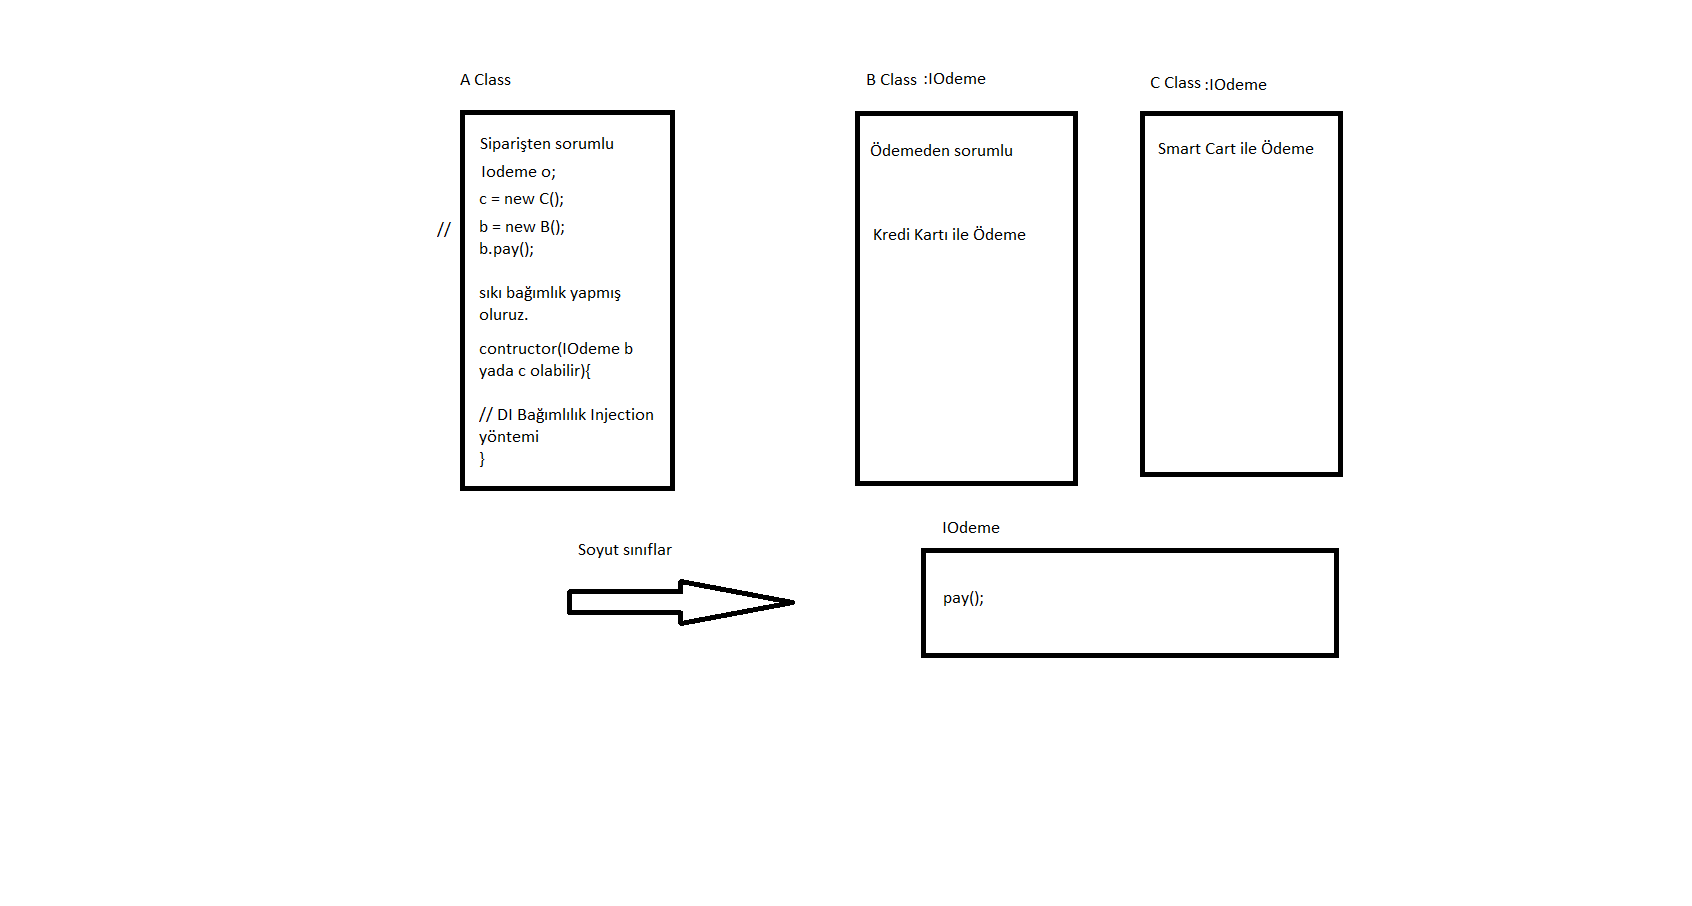 A Class
Siparişten sorumlu
Iodeme o;
c = new C();
//
b = new B();
b.pay();
sıkı bağımlık yapmış
oluruz.
contructor(IOdeme b
yada c olabilir){
// DI Bağımlılık Injection
yöntemi
}
B Class :IOdeme
Ödemeden sorumlu
Kredi Kartı ile Ödeme
C Class :IOdeme
Smart Cart ile Ödeme
Soyut sınıflar
IOdeme
pay();